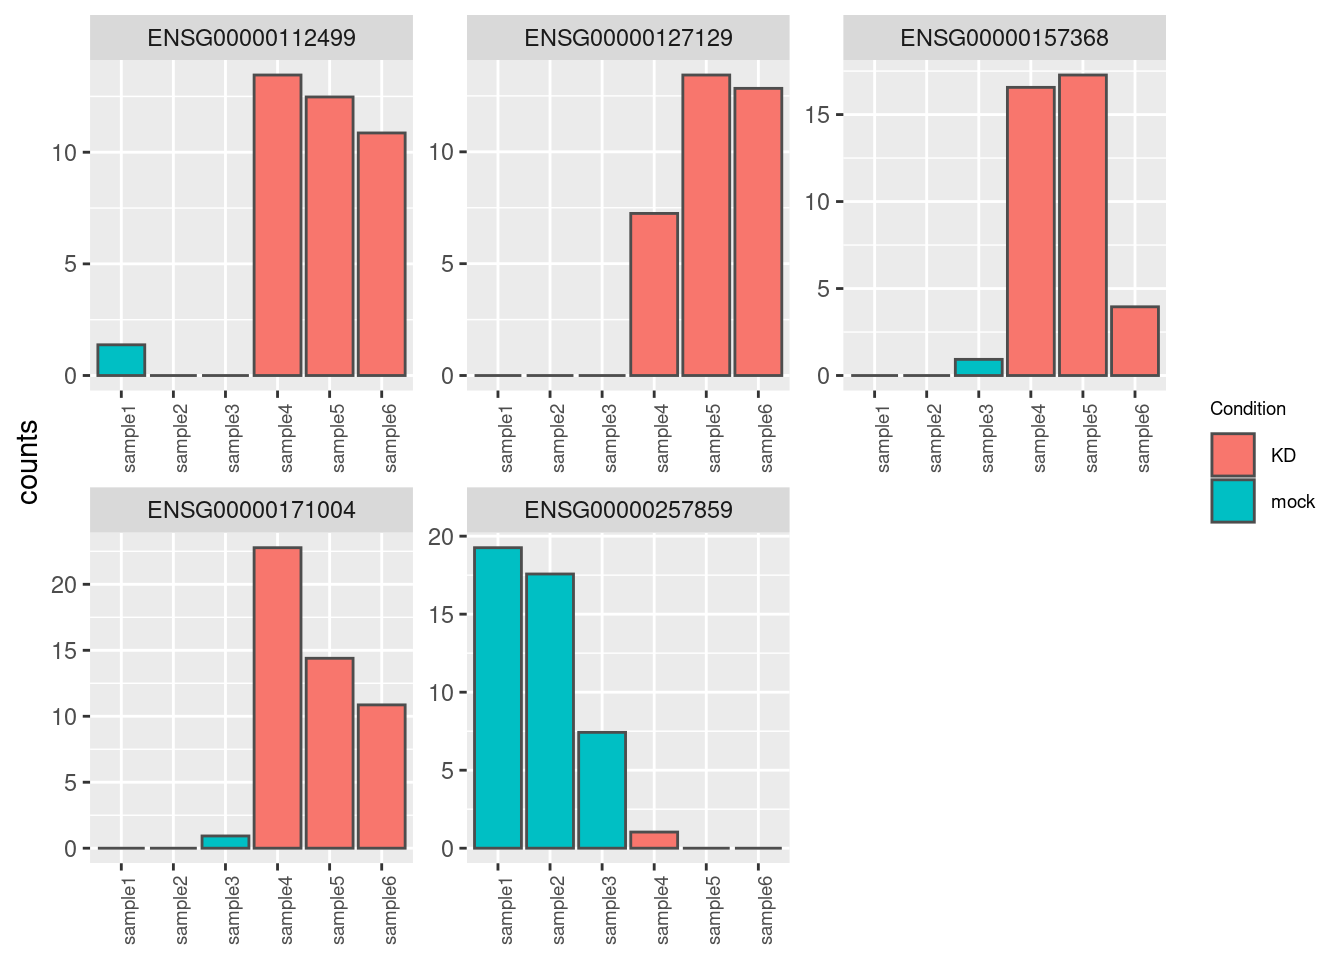 ENSG00000112499
ENSG00000127129
ENSG00000157368
10
5
0
10
5
0
15
10
5
0
sample1
sample2
sample3
sample4
sample5
sample6
sample1
sample2
sample3
sample4
sample5
sample6
sample1
sample2
sample3
sample4
sample5
sample6
counts
Condition
KD
mock
ENSG00000171004
ENSG00000257859
20
15
10
5
0
20
15
10
5
0
sample1
sample2
sample3
sample4
sample5
sample6
sample1
sample2
sample3
sample4
sample5
sample6